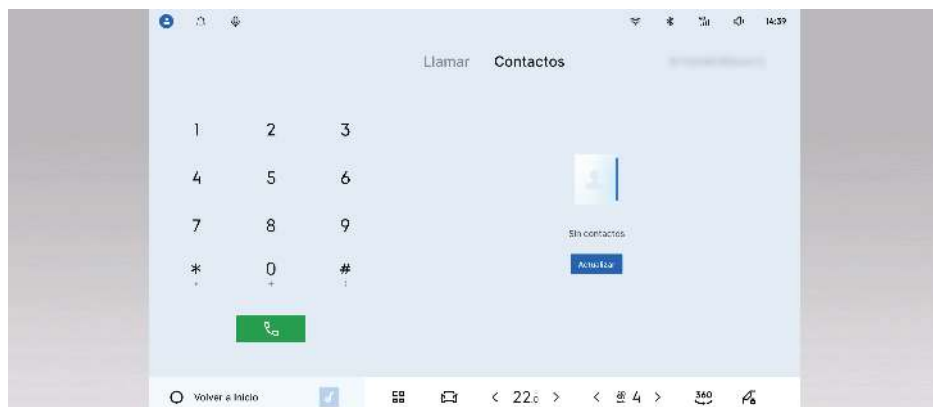 14:39
Llamar Contactos
1 2 3
4 5 6
7 8 9
* 0 #
+
Sin contactos
Actualizar
Volver a Inicio < 22.0 > < 4 > 360